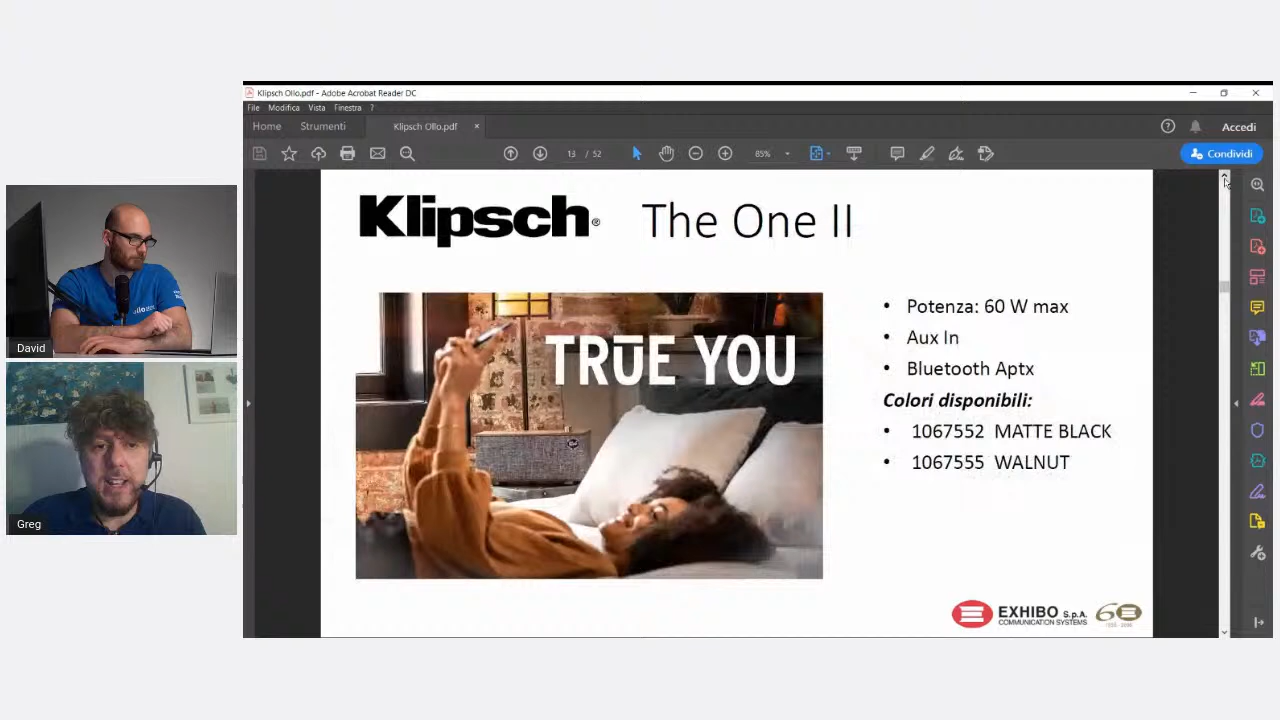 Klipsch Ollo.pdf - Adobe Acrobat Reader DC
File Modifica Vista Finestra ?
Home Strumenti Klipsch Ollo.pdf × Accedi
13 / 52 85% Condividi
Klipsch® The One II
TRūE YOU
• Potenza: 60 W max
• Aux In
• Bluetooth Aptx
Colori disponibili:
• 1067552 MATTE BLACK
• 1067555 WALNUT
David
Greg
EXHIBO S.p.A.
COMMUNICATION SYSTEMS